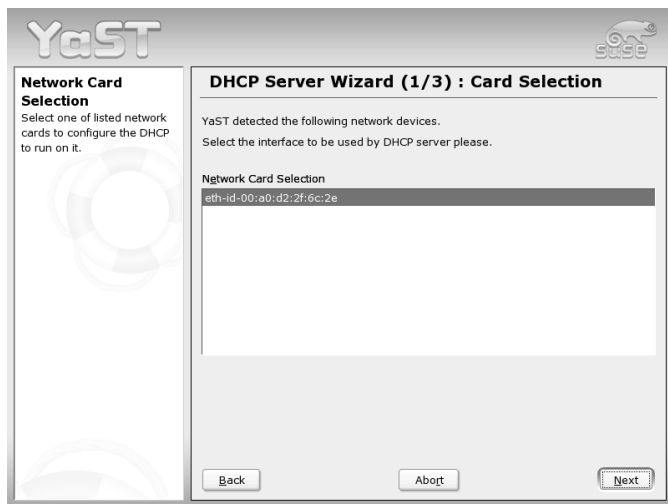 YaST
SUSE
Network Card
Selection
Select one of listed network
cards to configure the DHCP
to run on it.
DHCP Server Wizard (1/3) : Card Selection
YaST detected the following network devices.
Select the interface to be used by DHCP server please.
Network Card Selection
eth-id-00:a0:d2:2f:6c:2e
Back
Abort
Next